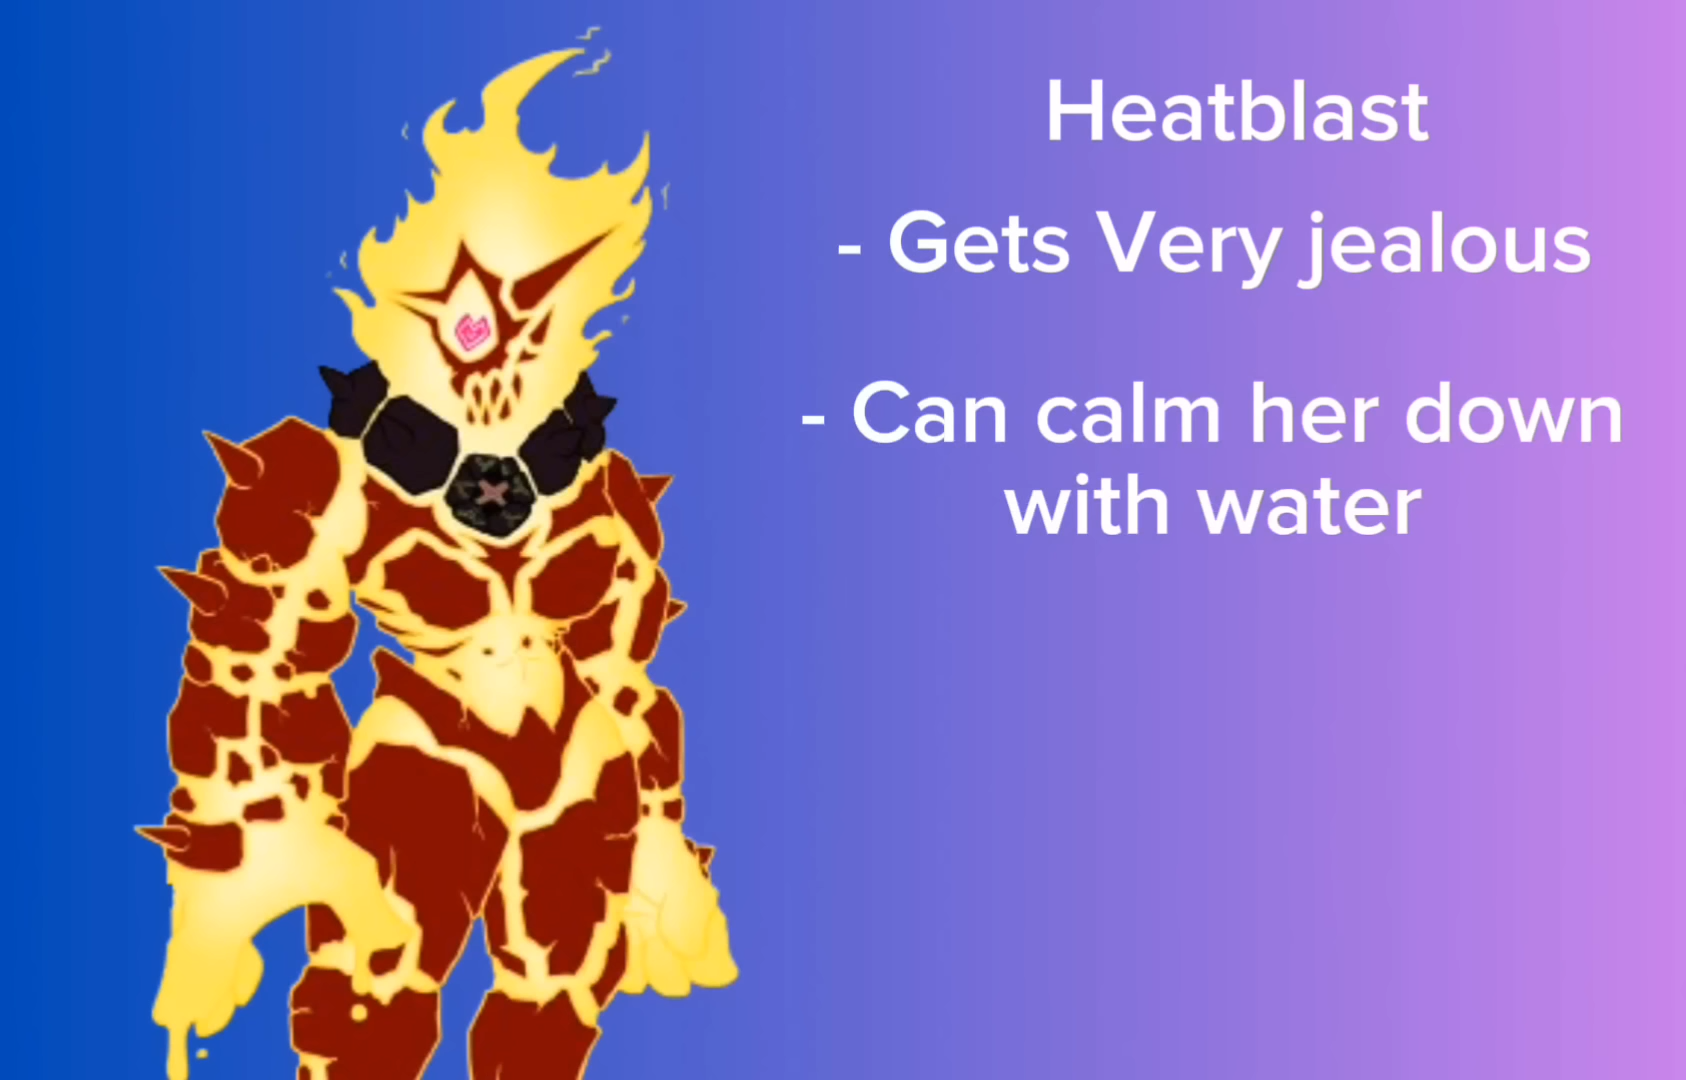 Heatblast
- Gets Very jealous
- Can calm her down
with water